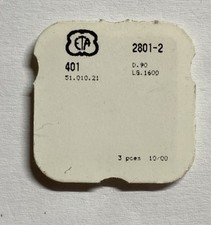 ETA 2801-2
401 D.90
51.010.21 LG.1600
3 pces 10/00